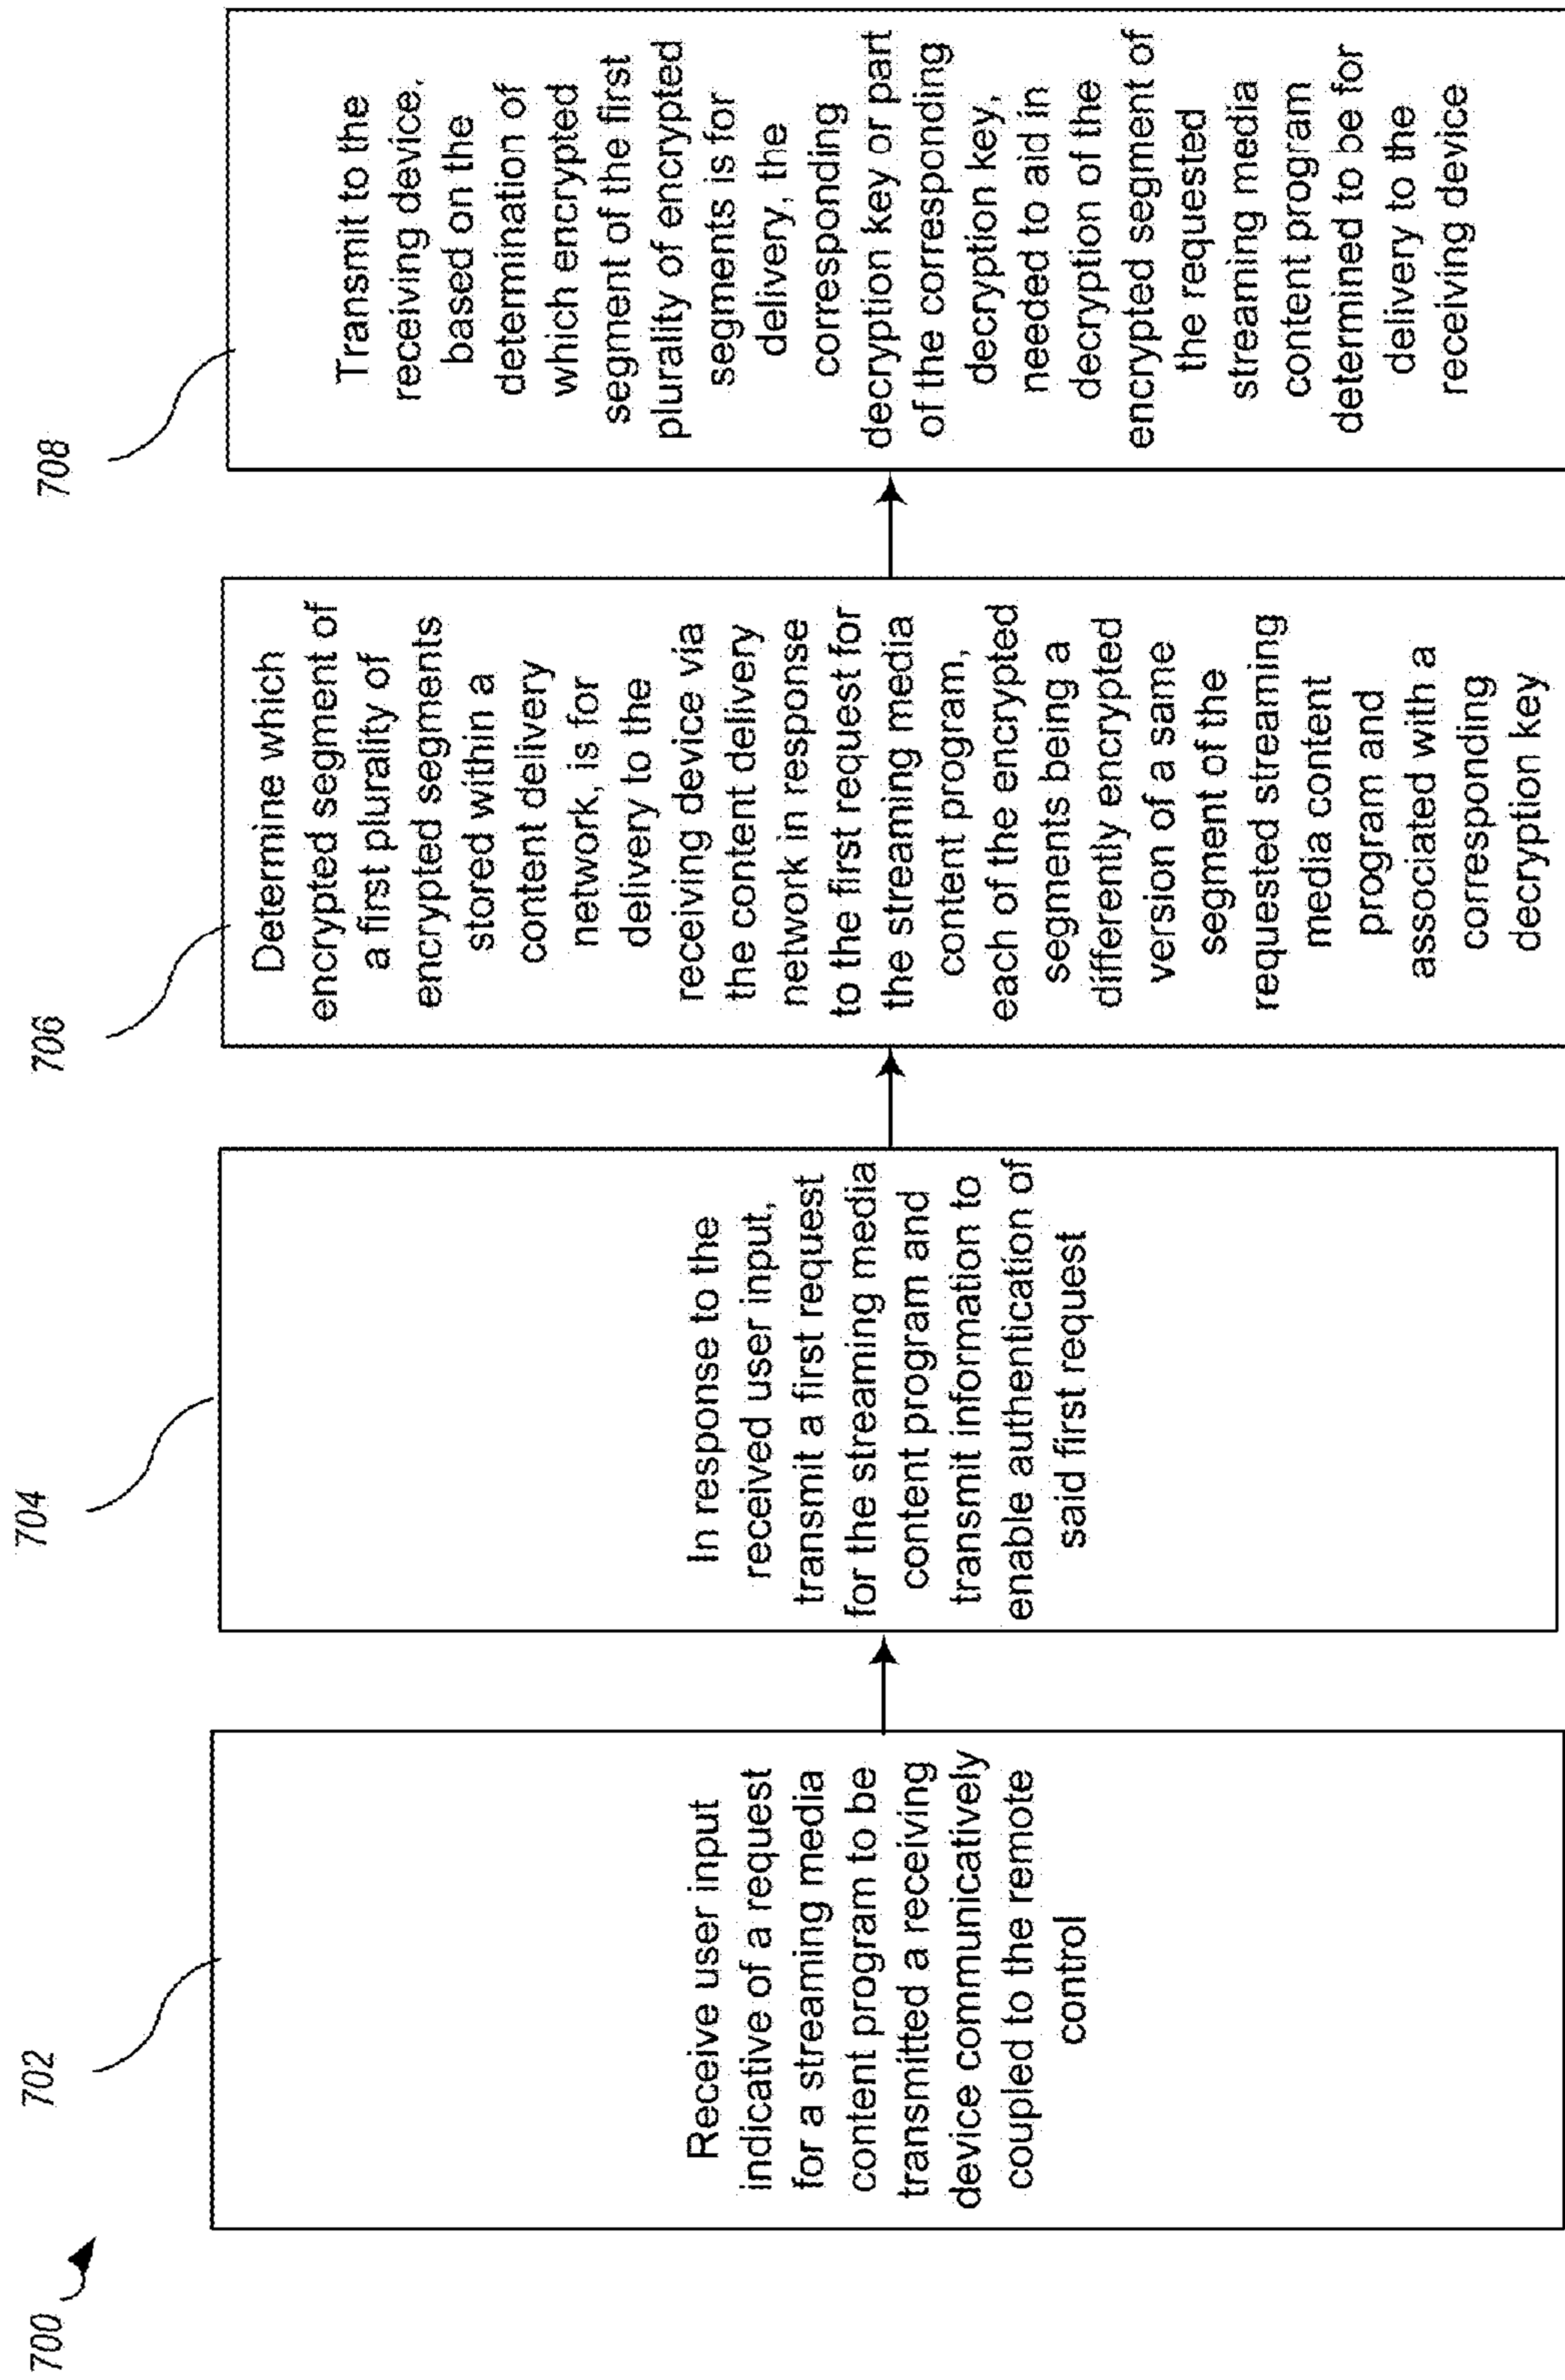 700
702
Receive user input
indicative of a request
for a streaming media
content program to be
transmitted a receiving
device communicatively
coupled to the remote
control
704
In response to the
received user input,
transmit a first request
for the streaming media
content program and
transmit information to
enable authentication of
said first request
706
Determine which
encrypted segment of
a first plurality of
encrypted segments
stored within a
content delivery
network, is for
delivery to the
receiving device via
the content delivery
network in response
to the first request for
the streaming media
content program,
each of the encrypted
segments being a
differently encrypted
version of a same
segment of the
requested streaming
media content
program and
associated with a
corresponding
decryption key
708
Transmit to the
receiving device,
based on the
determination of
which encrypted
segment of the first
plurality of encrypted
segments is for
delivery, the
corresponding
decryption key or part
of the corresponding
decryption key,
needed to aid in
decryption of the
encrypted segment of
the requested
streaming media
content program
determined to be for
delivery to the
receiving device